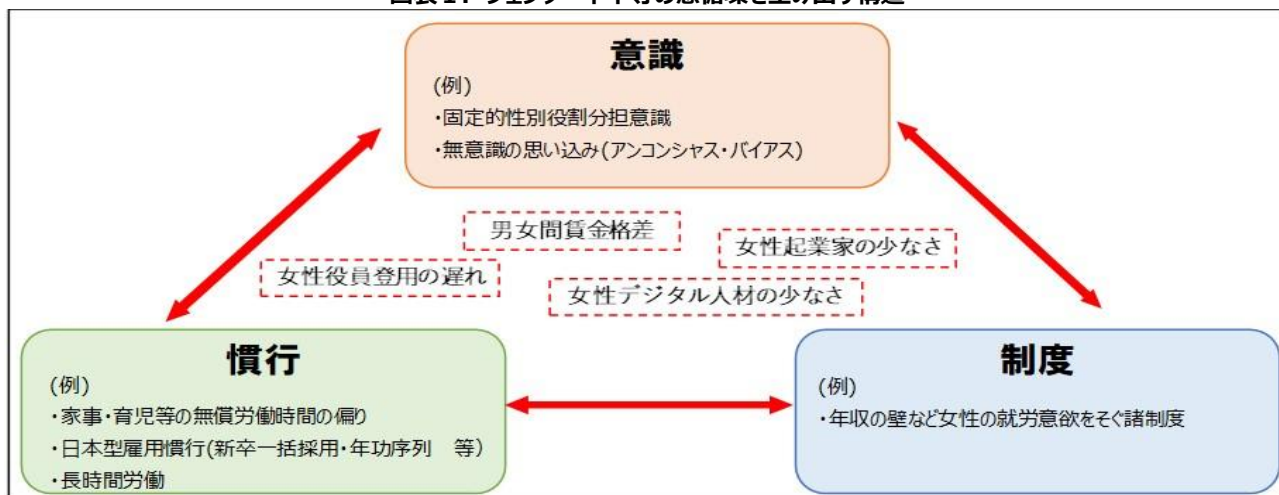 意識
(例)
・固定的性別役割分担意識
・無意識の思い込み(アンコンシャス・バイアス)
男女間賃金格差
女性起業家の少なさ
女性役員登用の遅れ
女性デジタル人材の少なさ
慣行
(例)
・家事・育児等の無償労働時間の偏り
・日本型雇用慣行(新卒一括採用・年功序列 等)
・長時間労働
制度
(例)
・年収の壁など女性の就労意欲をそぐ諸制度